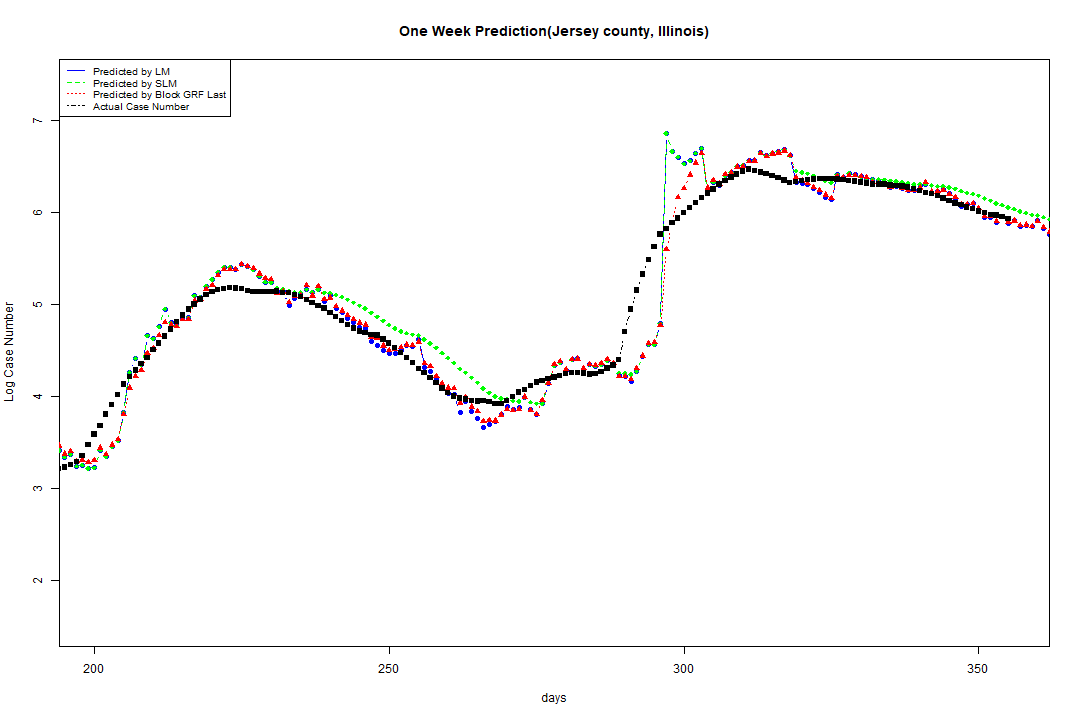 One Week Prediction(Jersey county, Illinois)
Predicted by LM
Predicted by SLM
Predicted by Block GRF Last
Actual Case Number
Log Case Number
7
6
5
4
3
2
200 250 300 350
days